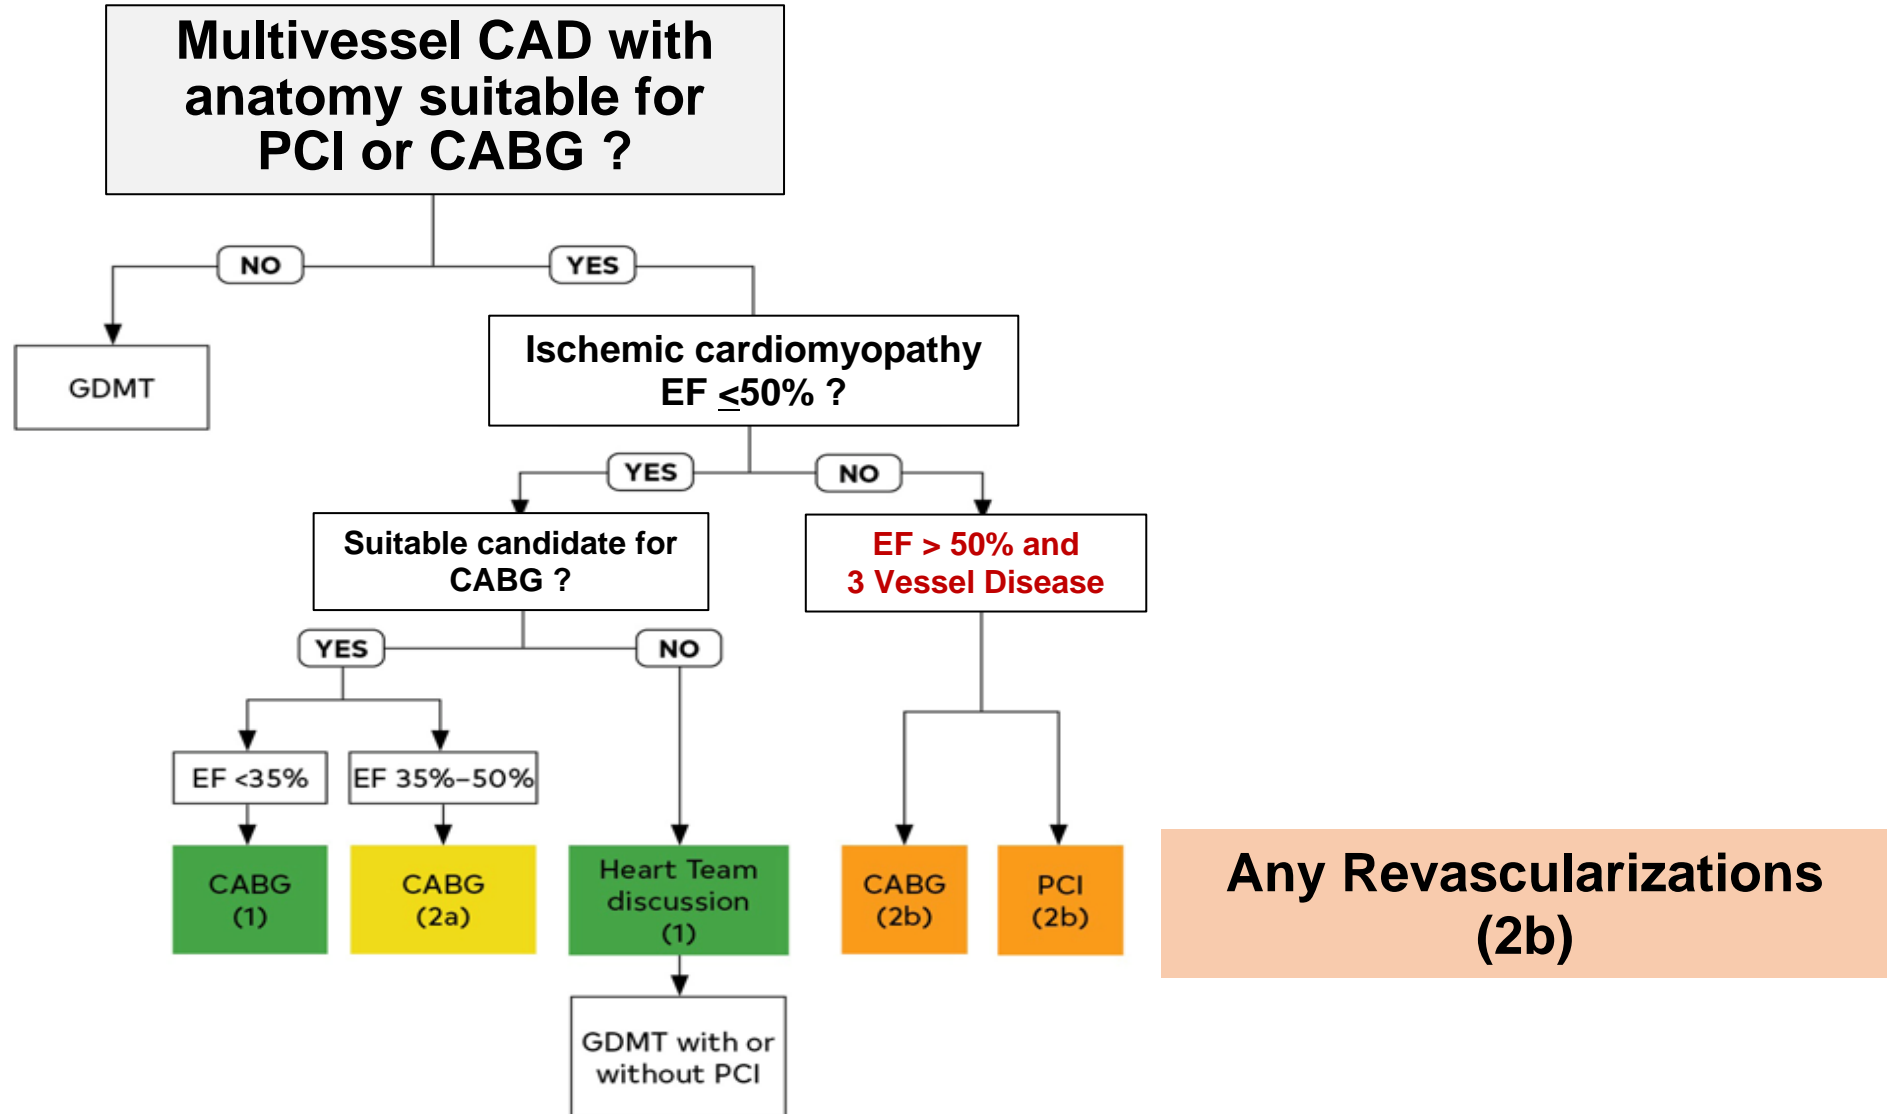 Multivessel CAD with
anatomy suitable for
PCI or CABG ?
NO
YES
GDMT
Ischemic cardiomyopathy
EF ≤50% ?
YES
NO
Suitable candidate for
CABG ?
EF > 50% and
3 Vessel Disease
YES
NO
EF <35%
EF 35%–50%
CABG
(1)
CABG
(2a)
Heart Team
discussion
(1)
CABG
(2b)
PCI
(2b)
Any Revascularizations
(2b)
GDMT with or
without PCI